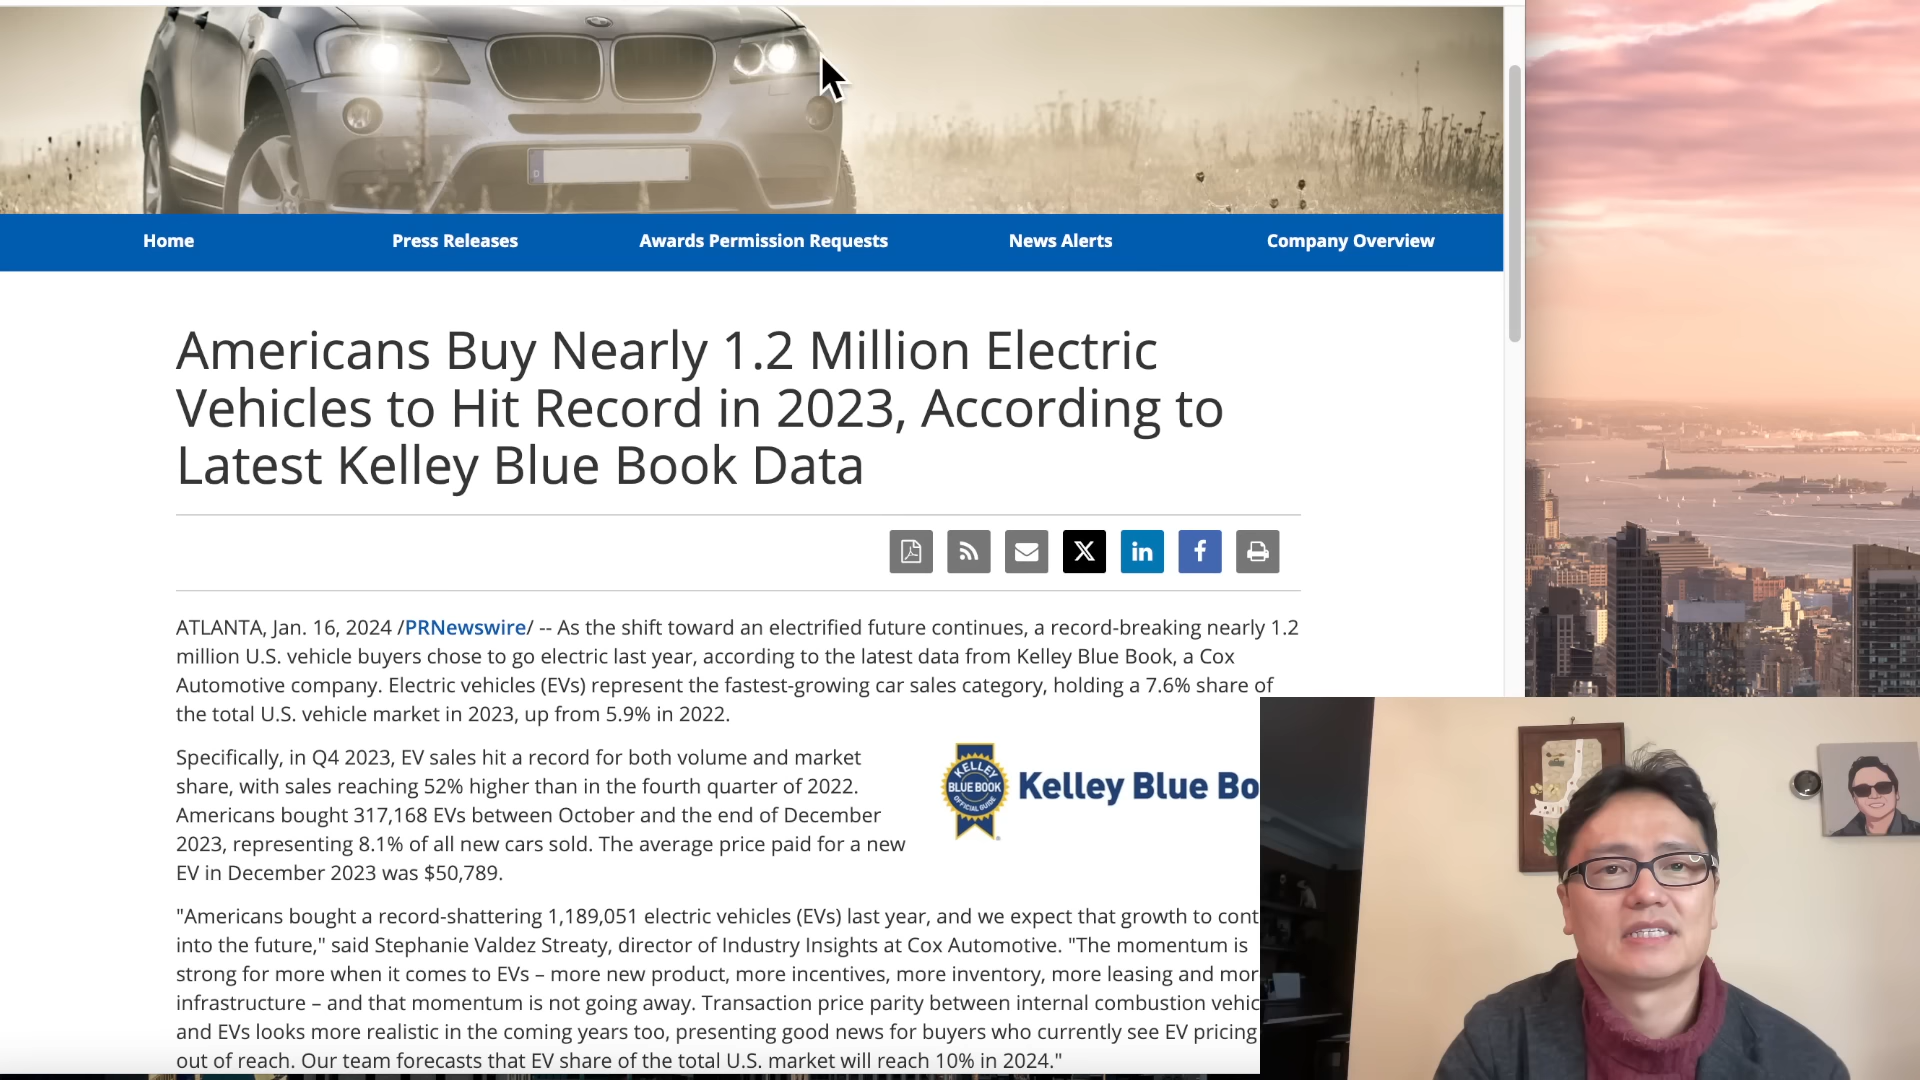 Home Press Releases Awards Permission Requests News Alerts Company Overview
Americans Buy Nearly 1.2 Million Electric
Vehicles to Hit Record in 2023, According to
Latest Kelley Blue Book Data
ATLANTA, Jan. 16, 2024 /PRNewswire/ -- As the shift toward an electrified future continues, a record-breaking nearly 1.2
million U.S. vehicle buyers chose to go electric last year, according to the latest data from Kelley Blue Book, a Cox
Automotive company. Electric vehicles (EVs) represent the fastest-growing car sales category, holding a 7.6% share of
the total U.S. vehicle market in 2023, up from 5.9% in 2022.
Specifically, in Q4 2023, EV sales hit a record for both volume and market
share, with sales reaching 52% higher than in the fourth quarter of 2022.
Americans bought 317,168 EVs between October and the end of December
2023, representing 8.1% of all new cars sold. The average price paid for a new
EV in December 2023 was $50,789.
KELLEY
BLUE BOOK
OFFICIAL GUIDE
Kelley Blue Bo
"Americans bought a record-shattering 1,189,051 electric vehicles (EVs) last year, and we expect that growth to cont
into the future," said Stephanie Valdez Streaty, director of Industry Insights at Cox Automotive. "The momentum is
strong for more when it comes to EVs – more new product, more incentives, more inventory, more leasing and mor
infrastructure – and that momentum is not going away. Transaction price parity between internal combustion vehic
and EVs looks more realistic in the coming years too, presenting good news for buyers who currently see EV pricing
out of reach. Our team forecasts that EV share of the total U.S. market will reach 10% in 2024."